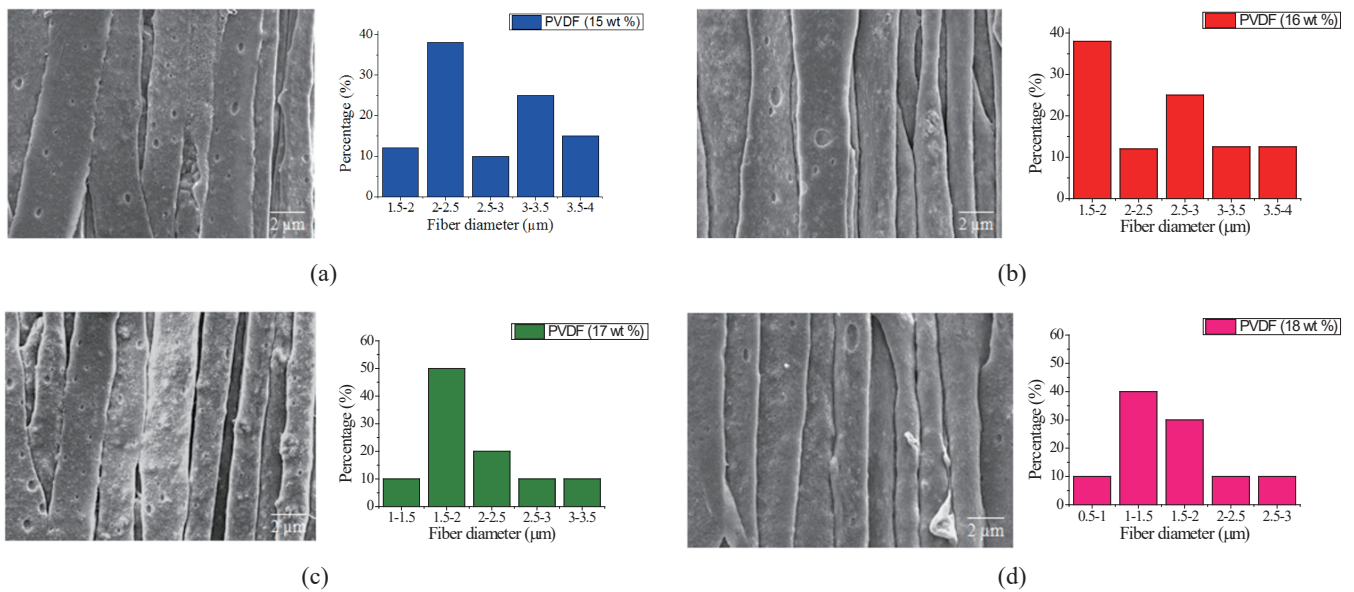 PVDF (15 wt %)
40
30
20
10
0
Percentage (%)
1.5-2 2-2.5 2.5-3 3-3.5 3.5-4
Fiber diameter (µm)
2 µm
(a)
PVDF (16 wt %)
40
30
20
10
0
Percentage (%)
1.5-2 2-2.5 2.5-3 3-3.5 3.5-4
Fiber diameter (µm)
2 µm
(b)
PVDF (17 wt %)
60
50
40
30
20
10
0
Percentage (%)
1-1.5 1.5-2 2-2.5 2.5-3 3-3.5
Fiber diameter (µm)
2 µm
(c)
PVDF (18 wt %)
60
50
40
30
20
10
0
Percentage (%)
0.5-1 1-1.5 1.5-2 2-2.5 2.5-3
Fiber diameter (µm)
2 µm
(d)